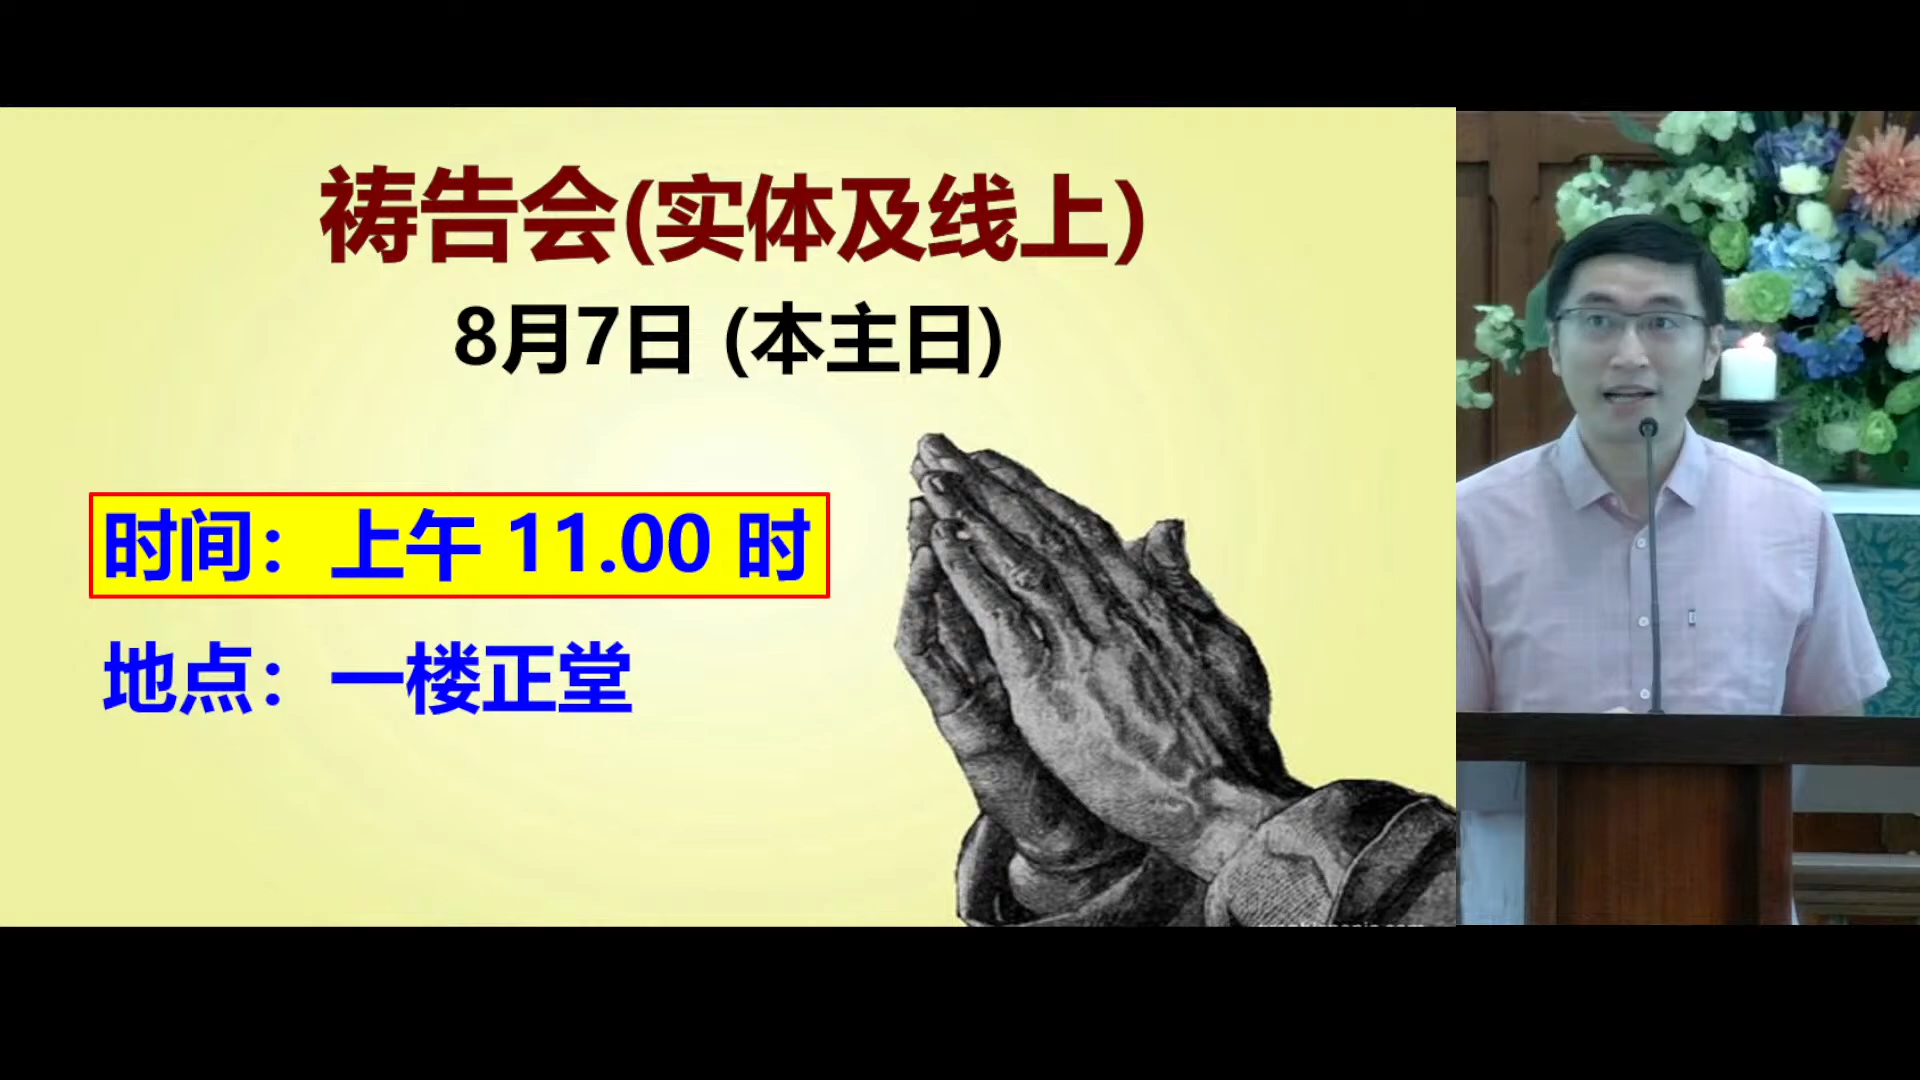 祷告会(实体及线上)
8月7日 (本主日)
时间：上午 11.00 时
地点：一楼正堂